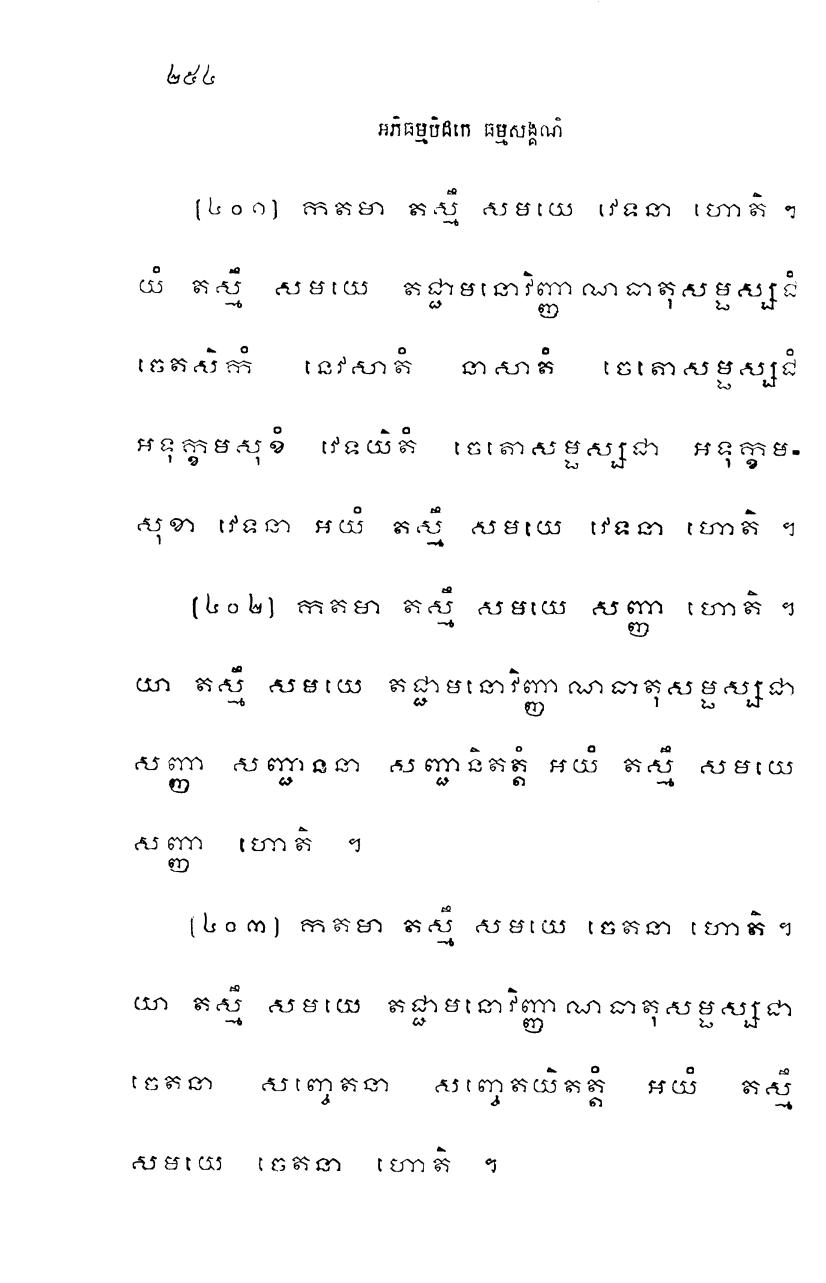 ២៥៤
អភិធម្មបិដកេ ធម្មសង្គណិ
(៤០១) កតមា តស្មឹ សមយេ វេទនា ហោតិ ។
យំ តស្មឹ សមយេ តជ្ជាមនោវិញ្ញាណធាតុសម្ផស្សជំ
ចេតសិកំ នេវសាតំ នាសាតំ ចេតោសម្ផស្សជំ
អទុក្ខមសុខំ វេទយិតំ ចេតោសម្ផស្សជា អទុក្ខម-
សុខា វេទនា អយំ តស្មឹ សមយេ វេទនា ហោតិ ។
(៤០២) កតមា តស្មឹ សមយេ សញ្ញា ហោតិ ។
យា តស្មឹ សមយេ តជ្ជាមនោវិញ្ញាណធាតុសម្ផស្សជា
សញ្ញា សញ្ជាននា សញ្ជានិតត្តំ អយំ តស្មឹ សមយេ
សញ្ញា ហោតិ ។
(៤០៣) កតមា តស្មឹ សមយេ ចេតនា ហោតិ ។
យា តស្មឹ សមយេ តជ្ជាមនោវិញ្ញាណធាតុសម្ផស្សជា
ចេតនា សញ្ចេតនា សញ្ចេតយិតត្តំ អយំ តស្មឹ
សមយេ ចេតនា ហោតិ ។